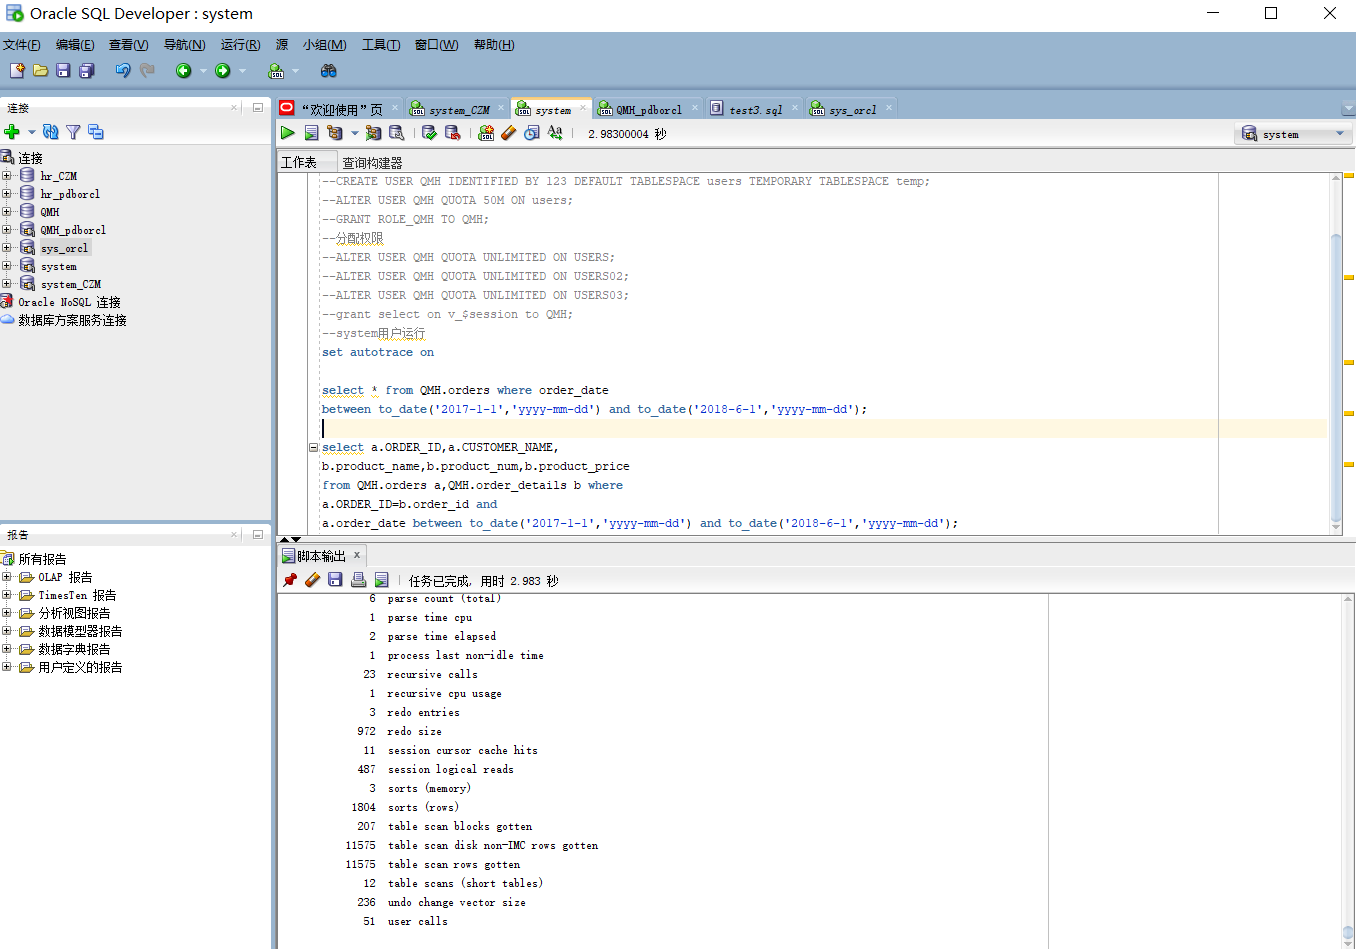 Oracle SQL Developer : system
文件(F) 编辑(E) 查看(V) 导航(N) 运行(R) 源 小组(M) 工具(T) 窗口(W) 帮助(H)
连接
连接
hr_CZM
hr_pdborcl
QMH
QMH_pdborcl
sys_orcl
system
system_CZM
Oracle NoSQL 连接
数据库方案服务连接
报告
所有报告
OLAP 报告
TimesTen 报告
分析视图报告
数据模型器报告
数据字典报告
用户定义的报告
“欢迎使用”页 system_CZM system QMH_pdborcl test3.sql sys_orcl
2.98300004 秒 system
工作表 查询构建器
--CREATE USER QMH IDENTIFIED BY 123 DEFAULT TABLESPACE users TEMPORARY TABLESPACE temp;
--ALTER USER QMH QUOTA 50M ON users;
--GRANT ROLE_QMH TO QMH;
--分配权限
--ALTER USER QMH QUOTA UNLIMITED ON USERS;
--ALTER USER QMH QUOTA UNLIMITED ON USERS02;
--ALTER USER QMH QUOTA UNLIMITED ON USERS03;
--grant select on v_$session to QMH;
--system用户运行
set autotrace on
select * from QMH.orders where order_date
between to_date('2017-1-1','yyyy-mm-dd') and to_date('2018-6-1','yyyy-mm-dd');
select a.ORDER_ID,a.CUSTOMER_NAME,
b.product_name,b.product_num,b.product_price
from QMH.orders a,QMH.order_details b where
a.ORDER_ID=b.order_id and
a.order_date between to_date('2017-1-1','yyyy-mm-dd') and to_date('2018-6-1','yyyy-mm-dd');
脚本输出
任务已完成, 用时 2.983 秒
6 parse count (total)
1 parse time cpu
2 parse time elapsed
1 process last non-idle time
23 recursive calls
1 recursive cpu usage
3 redo entries
972 redo size
11 session cursor cache hits
487 session logical reads
3 sorts (memory)
1804 sorts (rows)
207 table scan blocks gotten
11575 table scan disk non-IMC rows gotten
11575 table scan rows gotten
12 table scans (short tables)
236 undo change vector size
51 user calls